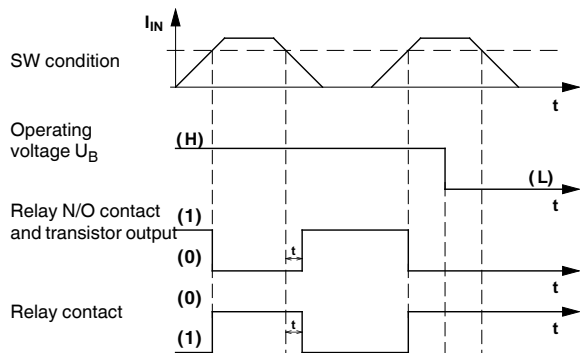 I_IN
SW condition
t
Operating
voltage U_B
(H)
(L)
t
Relay N/O contact
and transistor output
(1)
(0)
t
t
Relay contact
(0)
(1)
t
t